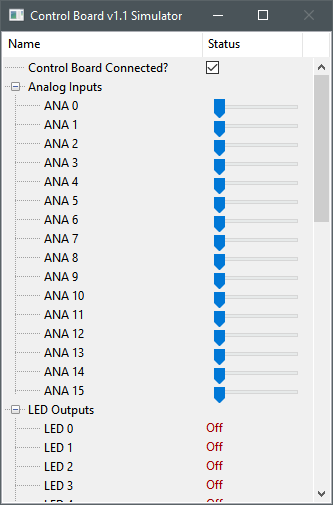 Control Board v1.1 Simulator
Name Status
Control Board Connected?
Analog Inputs
ANA 0
ANA 1
ANA 2
ANA 3
ANA 4
ANA 5
ANA 6
ANA 7
ANA 8
ANA 9
ANA 10
ANA 11
ANA 12
ANA 13
ANA 14
ANA 15
LED Outputs
LED 0 Off
LED 1 Off
LED 2 Off
LED 3 Off